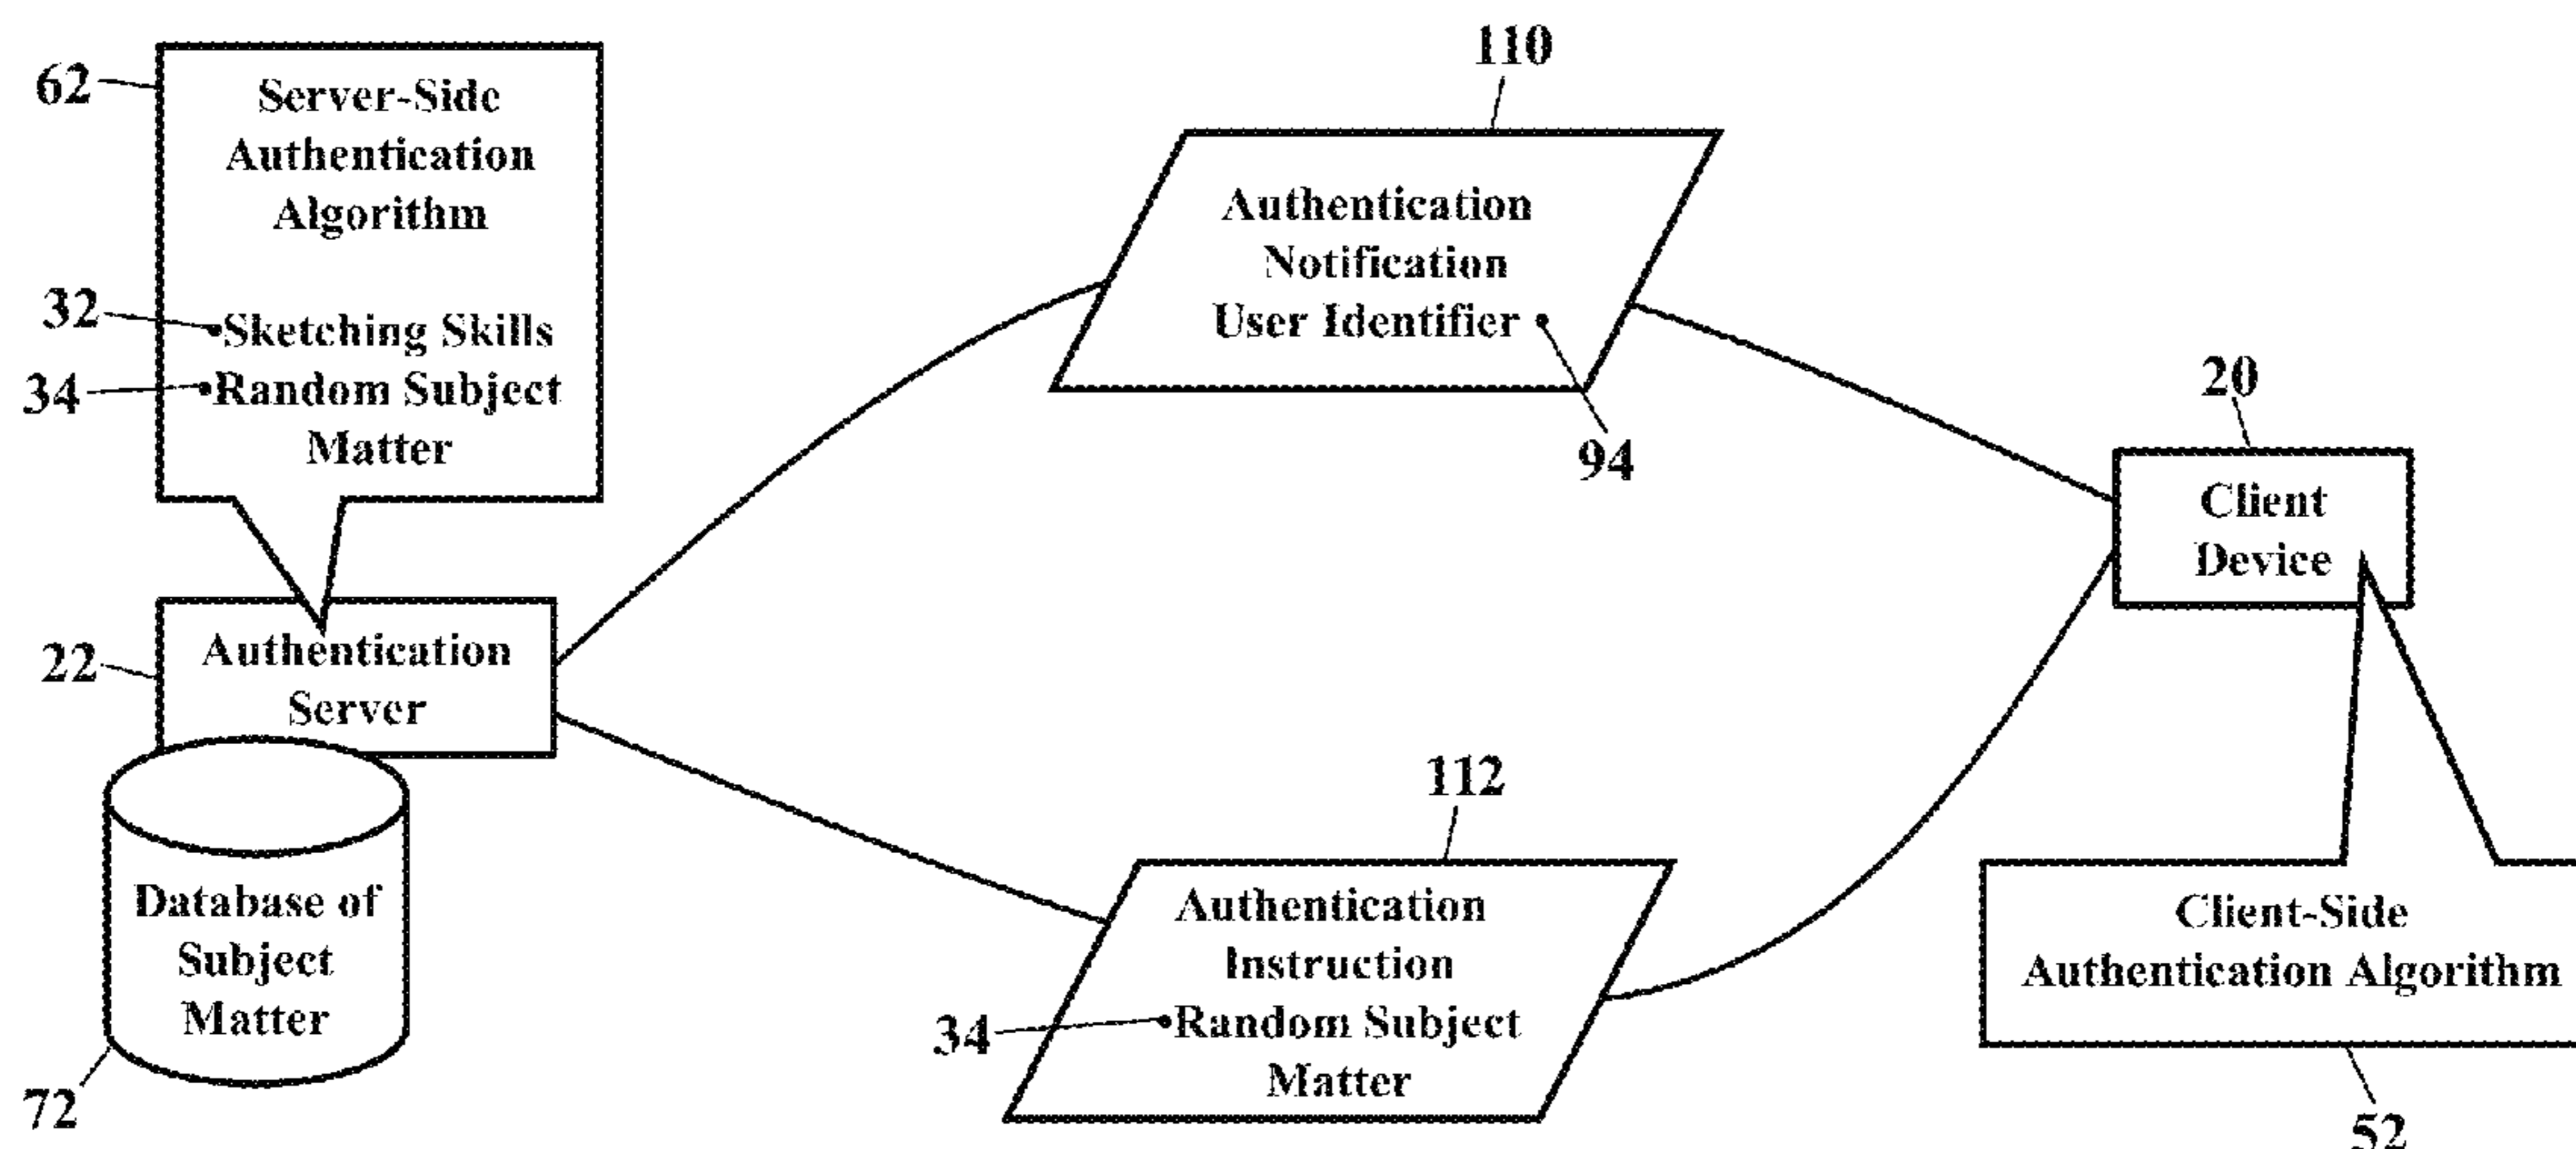 62
Server-Side
Authentication
Algorithm
32
•Sketching Skills
34
•Random Subject
Matter
22
Authentication
Server
Database of
Subject
Matter
72
110
Authentication
Notification
User Identifier •
94
112
Authentication
Instruction
34
•Random Subject
Matter
20
Client
Device
Client-Side
Authentication Algorithm
52